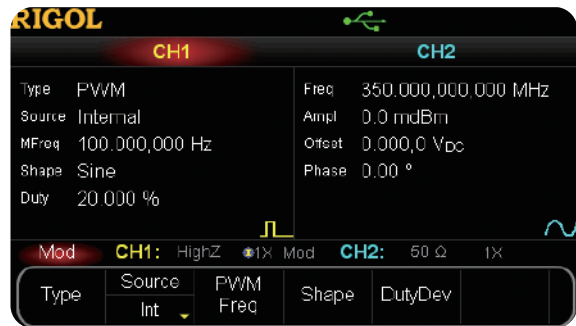 RIGOL
CH1
CH2
Type PWM
Source Internal
MFreq 100.000,000 Hz
Shape Sine
Duty 20.000 %
Freq 350.000,000,000 MHz
Ampl 0.0 mdBm
Offset 0.000,0 VDC
Phase 0.00 °
Mod CH1: HighZ 1X Mod CH2: 50 Ω 1X
Type
Source
Int
PWM
Freq
Shape
DutyDev